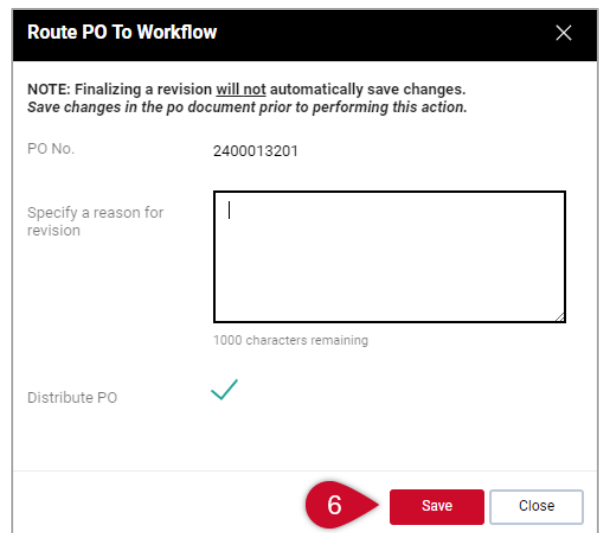 Route PO To Workflow
NOTE: Finalizing a revision will not automatically save changes.
Save changes in the po document prior to performing this action.
PO No.
2400013201
Specify a reason for
revision
1000 characters remaining
Distribute PO
6
Save
Close